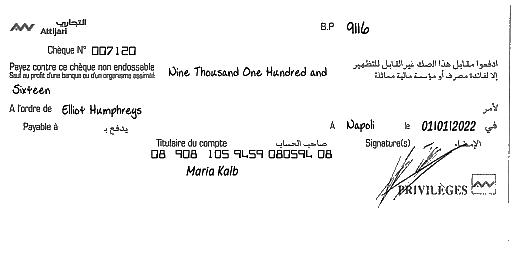 التجاري
Attijari
B.P 9116
Chèque N° 007120
Payez contre ce chèque non endossable
Sauf au profit d'une banque ou d'un organisme assimilé
Nine Thousand One Hundred and
ادفعوا مقابل هذا الصك غير القابل للتظهير
إلا لفائدة مصرف أو مؤسسة مالية مماثلة
Sixteen
A l'ordre de Elliot Humphreys لأمر
Payable à يدفع بـ A Napoli le 01/01/2022 في
Titulaire du compte صاحب الحساب Signature(s) الإمضاء
08 908 105 9459 080594 08
Maria Kalb
PRIVILÈGES